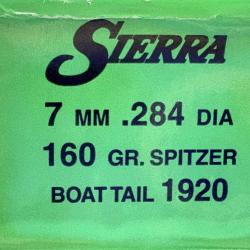 SIERRA
7 MM .284 DIA
160 GR. SPITZER
BOAT TAIL 1920